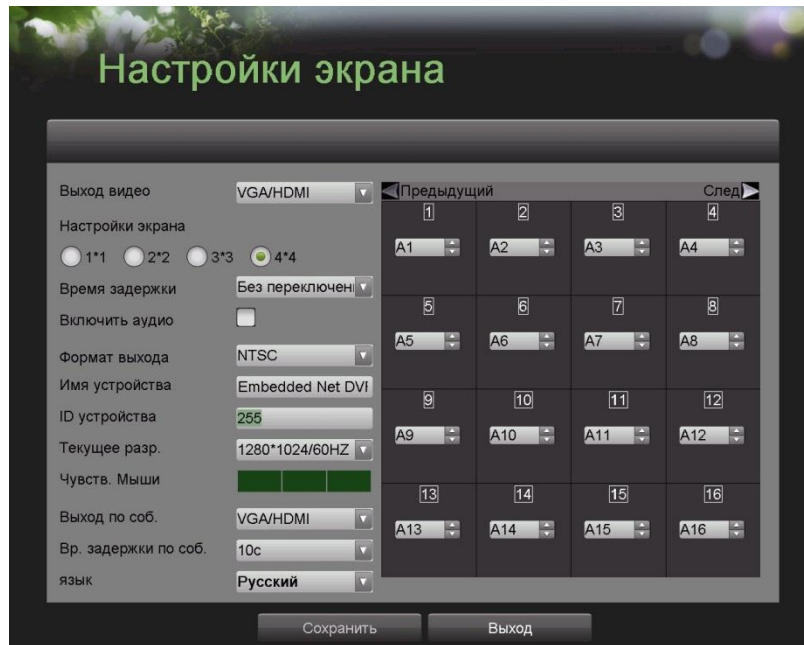 Настройки экрана
Выход видео VGA/HDMI
Настройки экрана
1*1 2*2 3*3 4*4
Время задержки Без переключени
Включить аудио
Формат выхода NTSC
Имя устройства Embedded Net DVR
ID устройства 255
Текущее разр. 1280*1024/60HZ
Чувств. Мыши
Выход по соб. VGA/HDMI
Вр. задержки по соб. 10с
язык Русский
Предыдущий След
1 2 3 4
A1 A2 A3 A4
5 6 7 8
A5 A6 A7 A8
9 10 11 12
A9 A10 A11 A12
13 14 15 16
A13 A14 A15 A16
Сохранить Выход